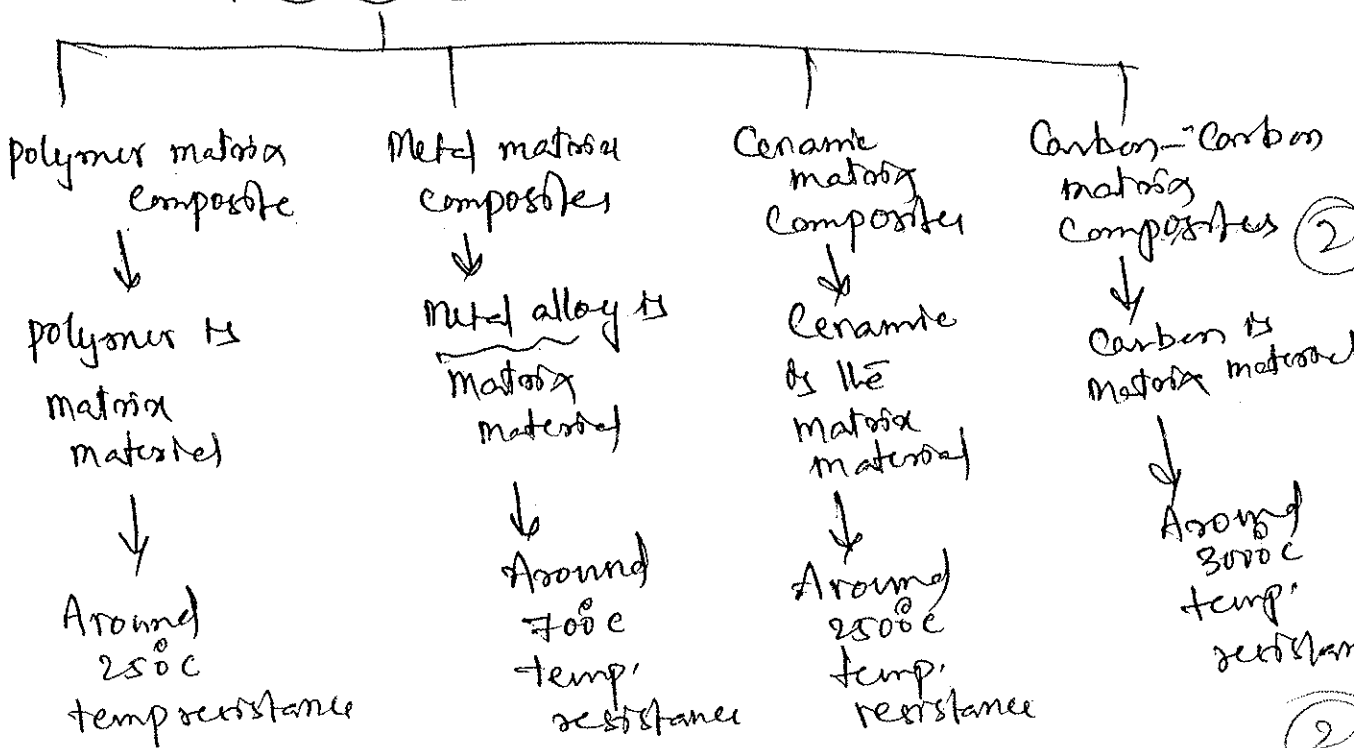 polymer matrix
composite
↓
polymer is
matrix
material
↓
Around
250°C
temp resistance
Metal matrix
composites
↓
Metal alloy is
matrix
material
↓
Around
700°C
temp.
resistance
Ceramic
matrix
composites
↓
Ceramic
is the
matrix
material
↓
Around
2500°C
temp.
resistance
Carbon-Carbon
matrix
composites
2
↓
Carbon is
matrix material
↓
Around
3000C
temp.
resistan
2